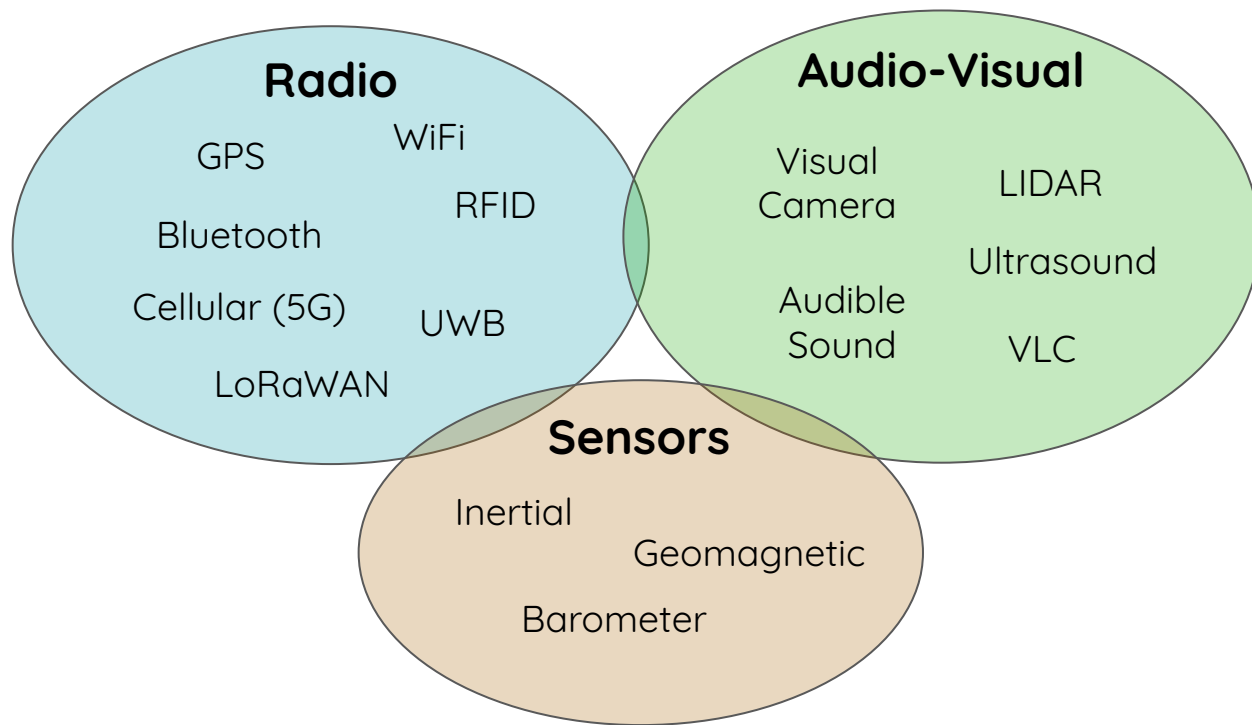 Radio
GPS
WiFi
RFID
Bluetooth
Cellular (5G)
UWB
LoRaWAN
Audio-Visual
Visual
Camera
LIDAR
Ultrasound
Audible
Sound
VLC
Sensors
Inertial
Geomagnetic
Barometer